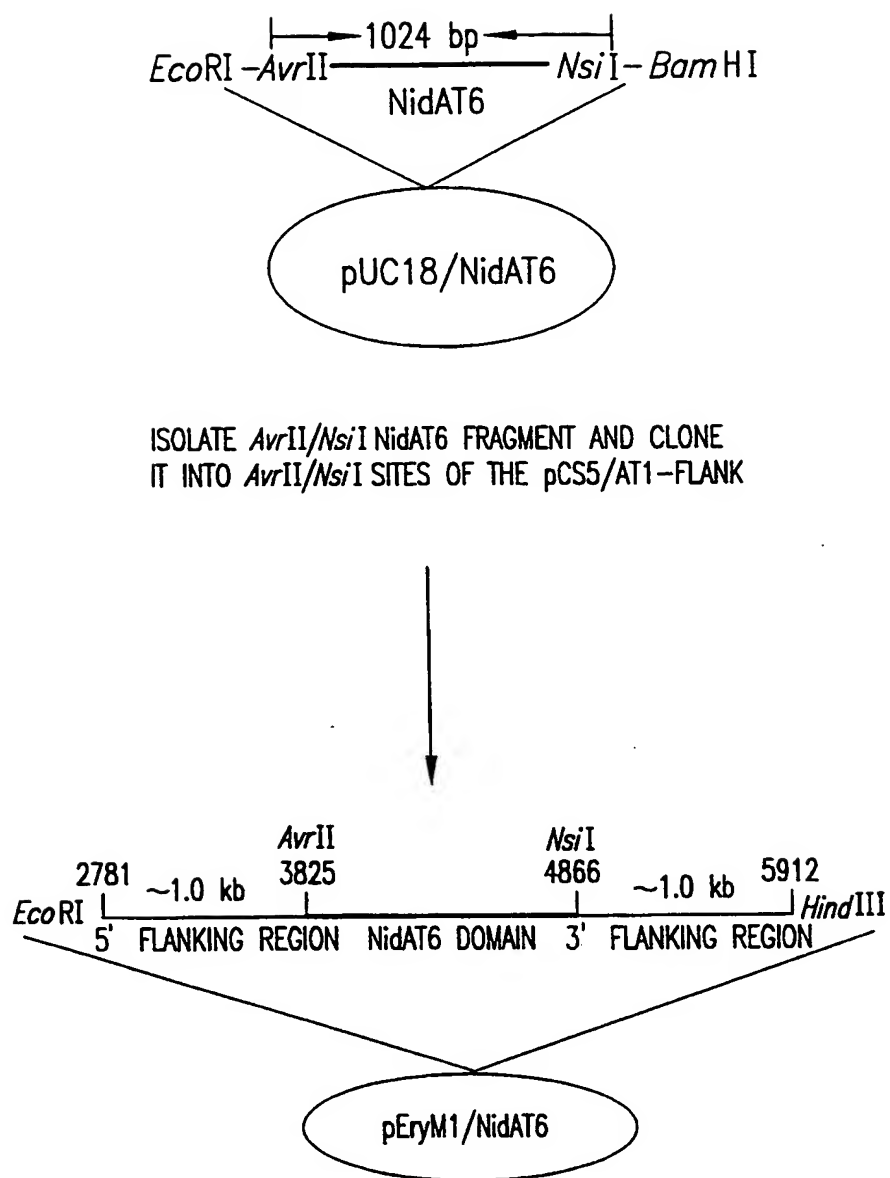 1024 bp
EcoRI-AvrII NsiI-BamHI
NidAT6
pUC18/NidAT6
ISOLATE AvrII/NsiI NidAT6 FRAGMENT AND CLONE
IT INTO AvrII/NsiI SITES OF THE pCS5/AT1-FLANK
AvrII NsiI
2781 ~1.0 kb 3825 4866 ~1.0 kb 5912
EcoRI HindIII
5' FLANKING REGION NidAT6 DOMAIN 3' FLANKING REGION
pEryM1/NidAT6